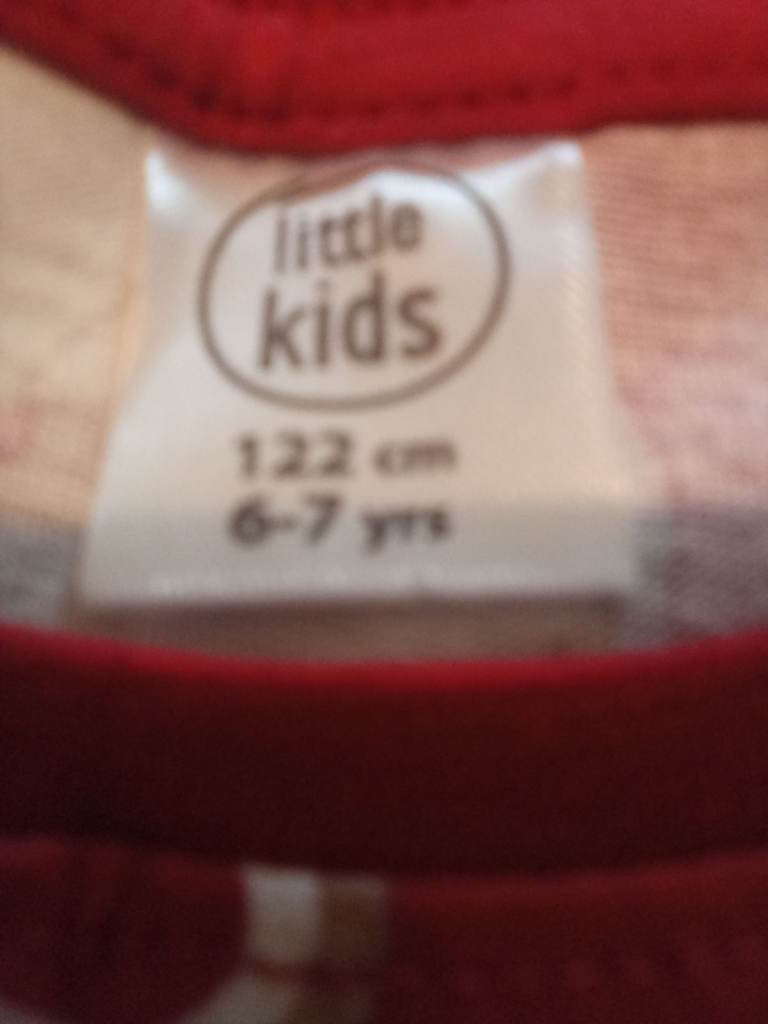 little
kids
122 cm
6-7 yrs